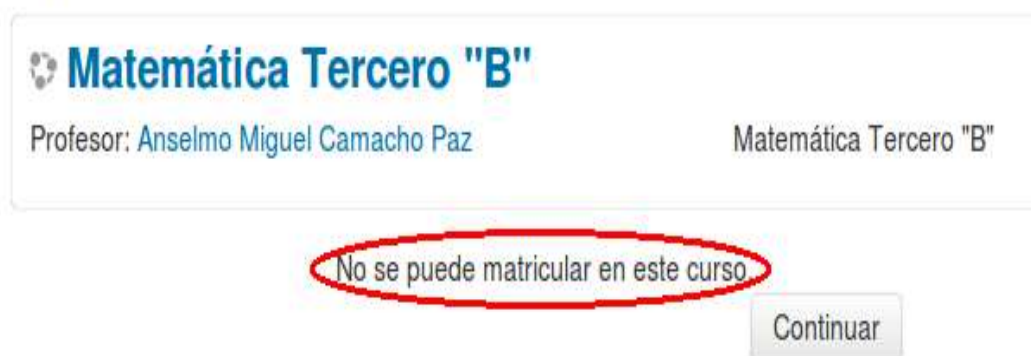 Matemática Tercero "B"
Profesor: Anselmo Miguel Camacho Paz
Matemática Tercero "B"
No se puede matricular en este curso
Continuar